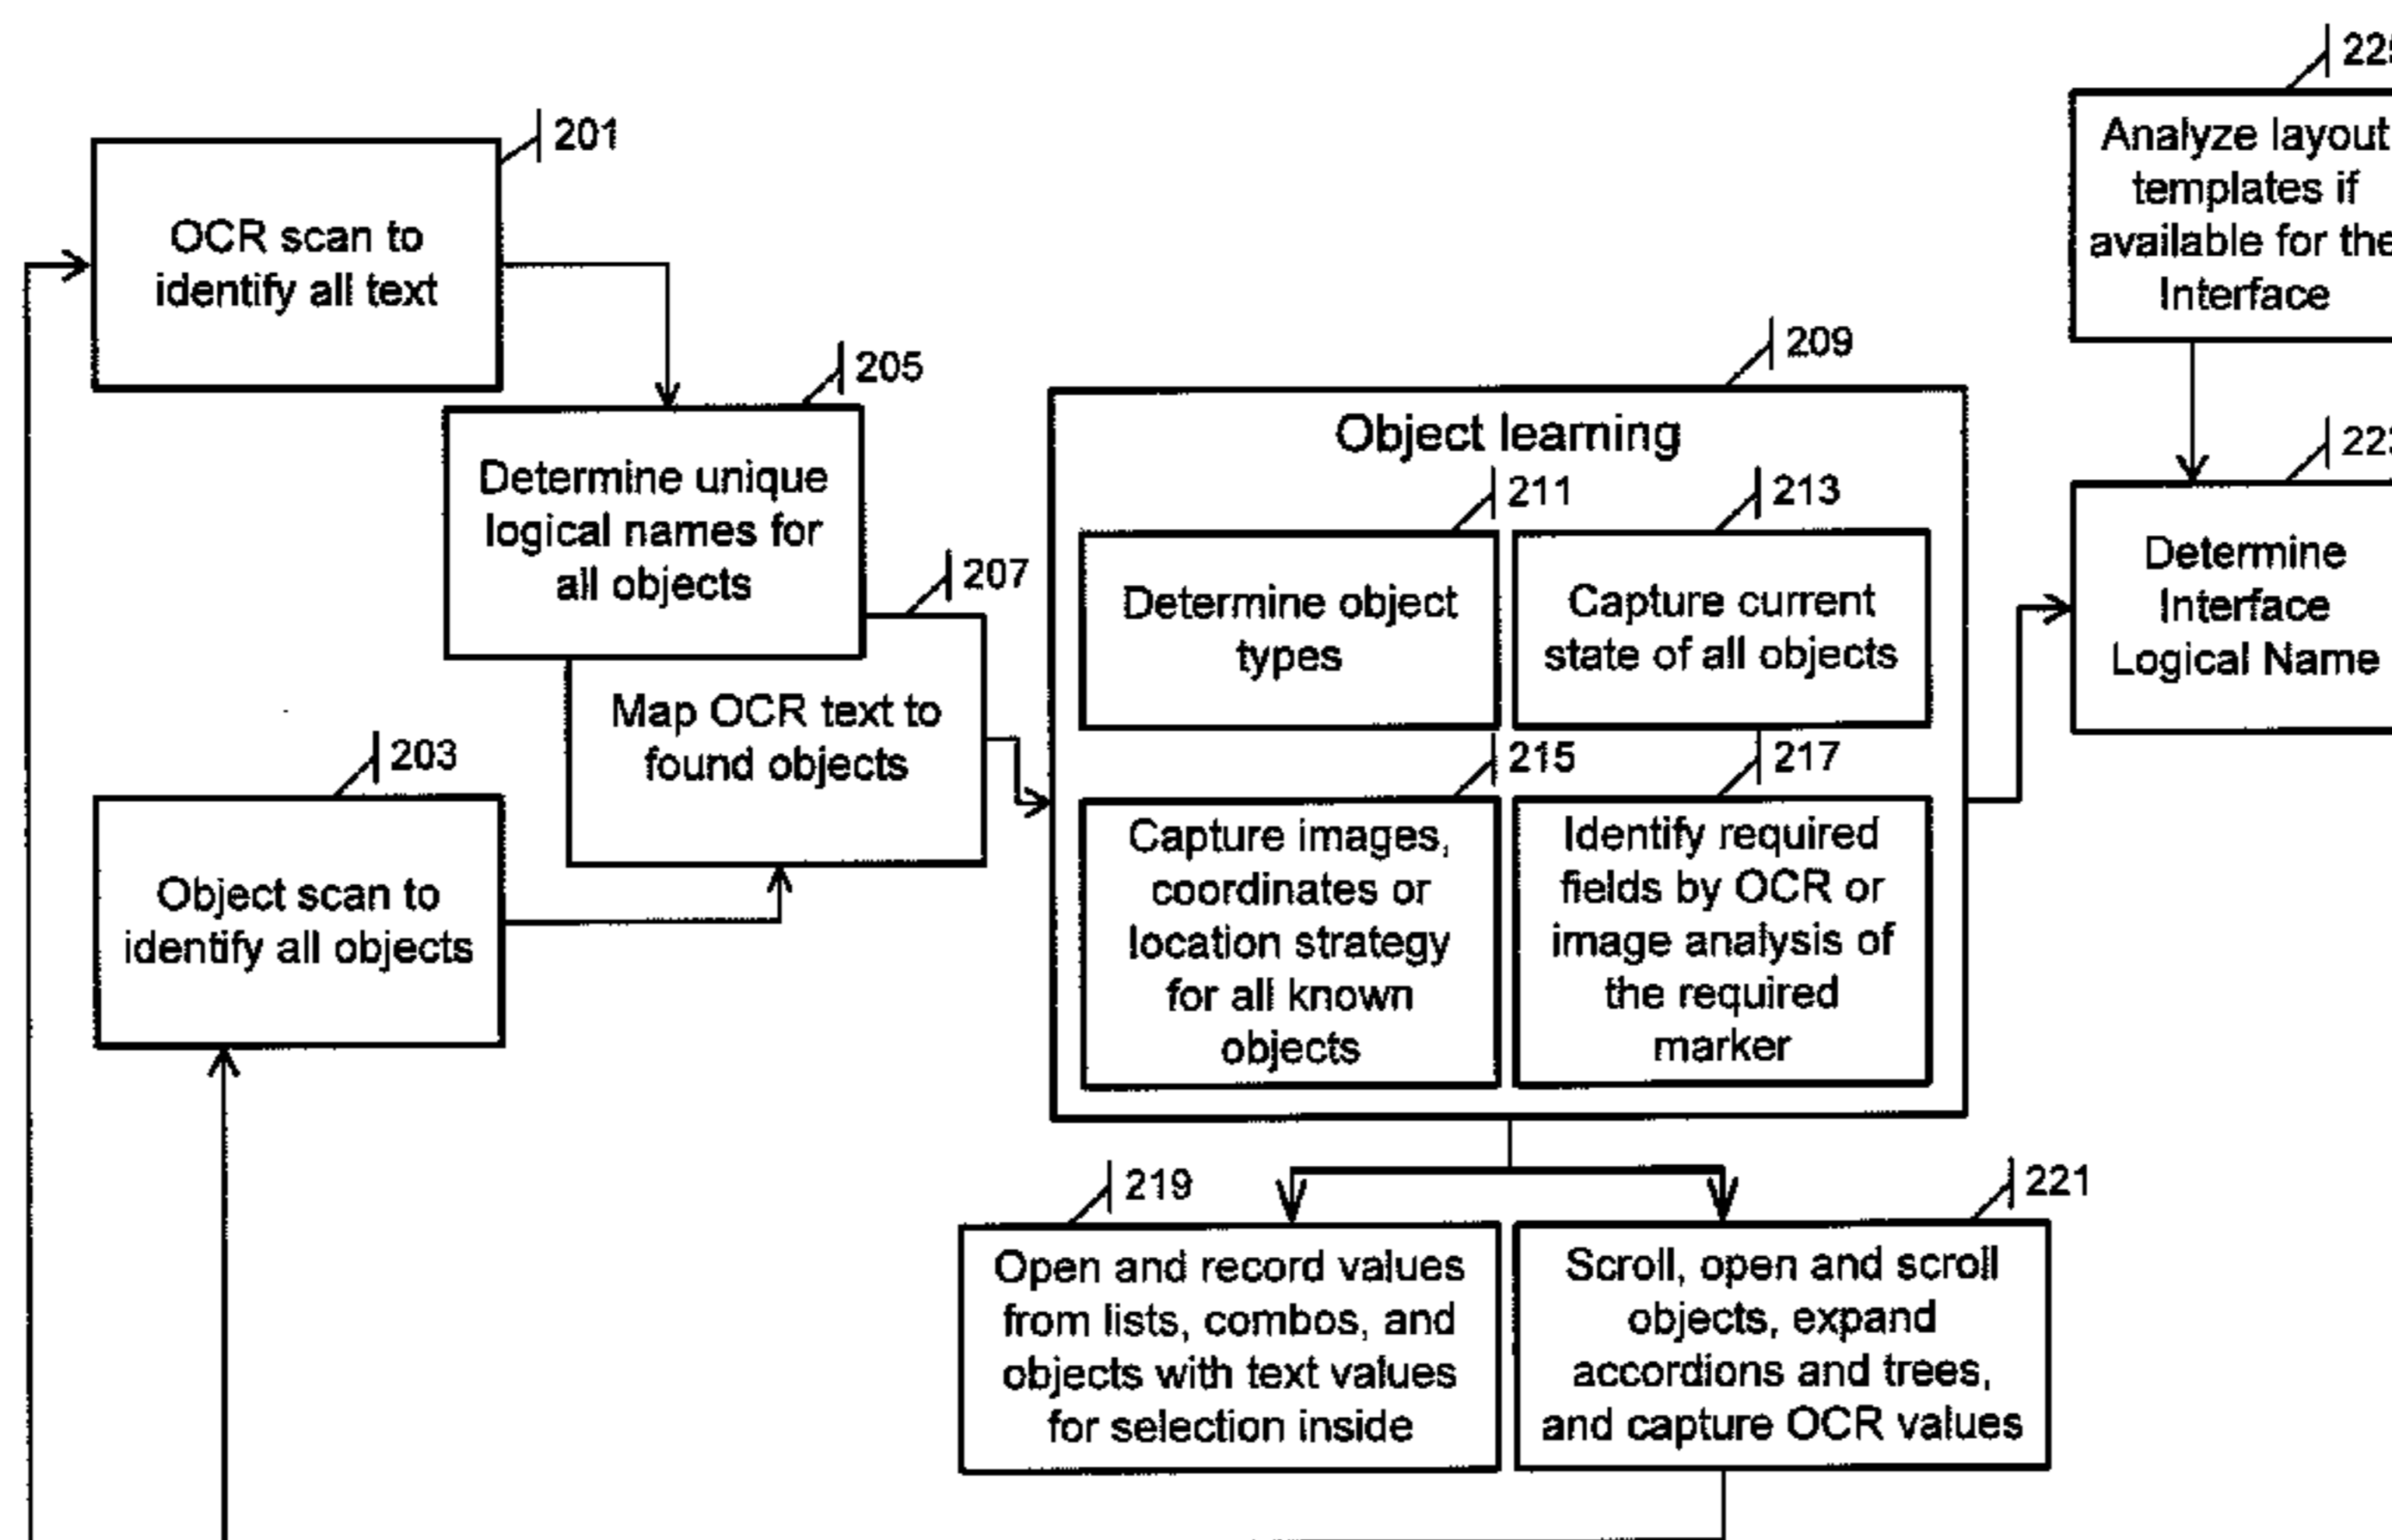 201
OCR scan to
identify all text
205
Determine unique
logical names for
all objects
207
Map OCR text to
found objects
203
Object scan to
identify all objects
209
Object learning
211
Determine object
types
213
Capture current
state of all objects
215
Capture images,
coordinates or
location strategy
for all known
objects
217
Identify required
fields by OCR or
image analysis of
the required
marker
219
Open and record values
from lists, combos, and
objects with text values
for selection inside
221
Scroll, open and scroll
objects, expand
accordions and trees,
and capture OCR values
Analyze layout
templates if
available for the
Interface
Determine
Interface
Logical Name